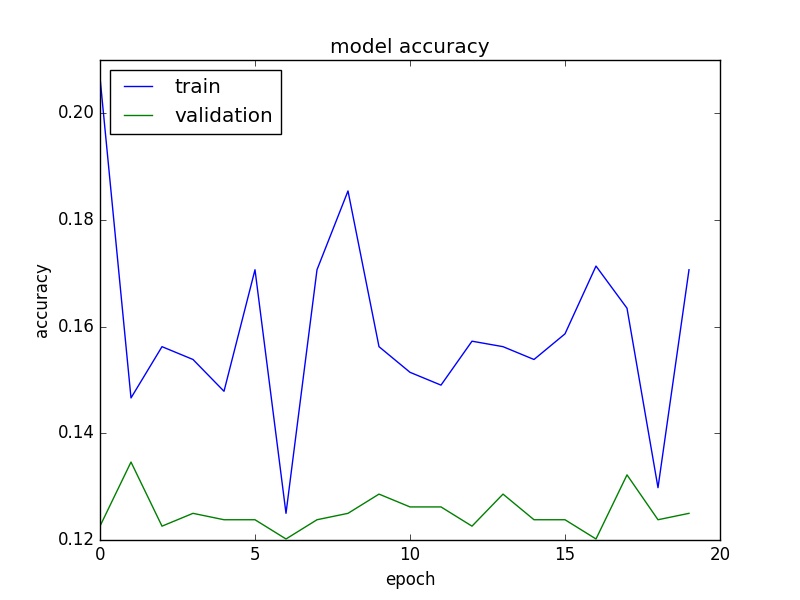 model accuracy
train
validation
0.20
0.18
0.16
0.14
0.12
accuracy
0 5 10 15 20
epoch